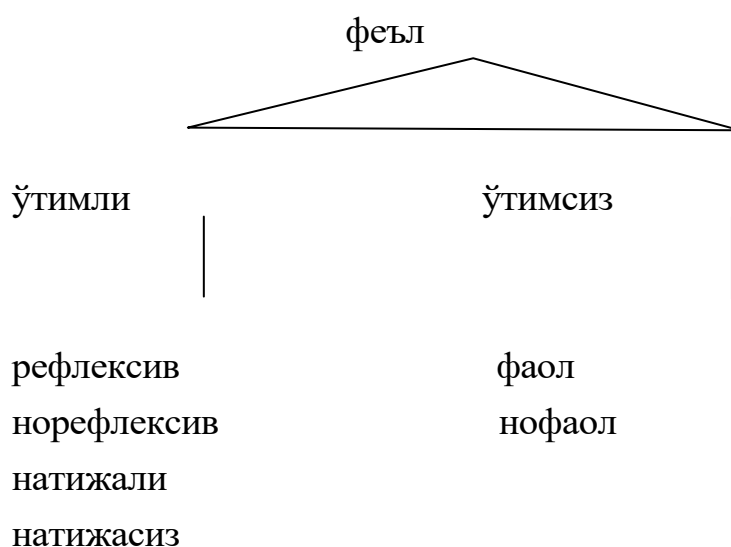 феъл
ўтимли ўтимсиз
рефлексив фаол
норефлексив нофаол
натижали
натижасиз